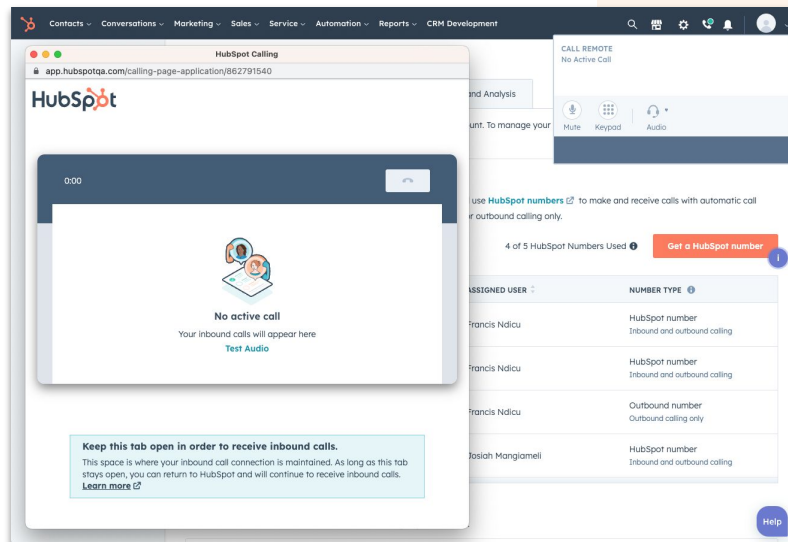 Contacts Conversations Marketing Sales Service Automation Reports CRM Development
HubSpot Calling
app.hubspotqa.com/calling-page-application/862791540
HubSpot
0:00
No active call
Your inbound calls will appear here
Test Audio
Keep this tab open in order to receive inbound calls.
This space is where your inbound call connection is maintained. As long as this tab
stays open, you can return to HubSpot and will continue to receive inbound calls.
Learn more
CALL REMOTE
No Active Call
Mute Keypad Audio
and Analysis
unt. To manage your
use HubSpot numbers to make and receive calls with automatic call
r outbound calling only.
4 of 5 HubSpot Numbers Used
Get a HubSpot number
ASSIGNED USER NUMBER TYPE
Francis Ndicu HubSpot number
Inbound and outbound calling
Francis Ndicu HubSpot number
Inbound and outbound calling
Francis Ndicu Outbound number
Outbound calling only
Josiah Mangiameli HubSpot number
Inbound and outbound calling
Help